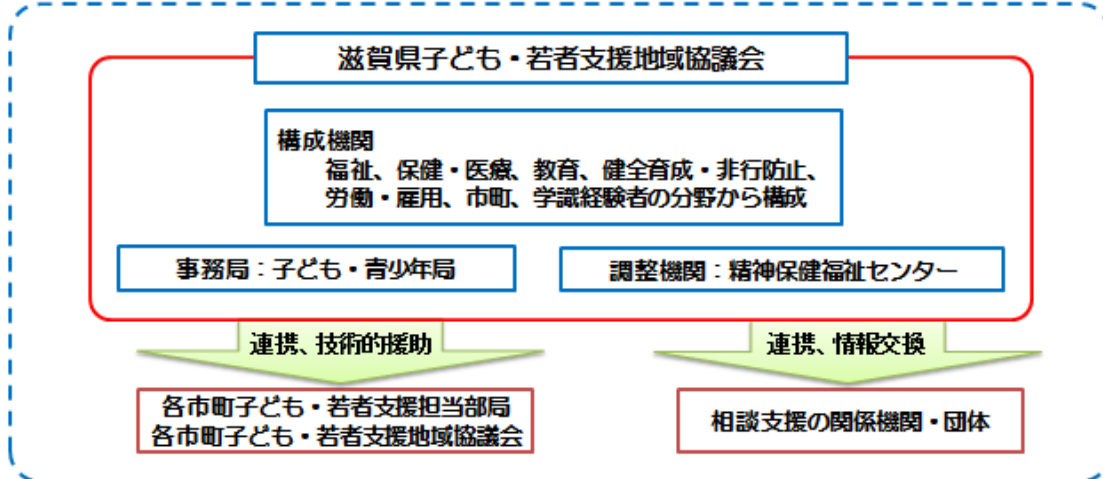 滋賀県子ども・若者支援地域協議会
構成機関
福祉、保健・医療、教育、健全育成・非行防止、
労働・雇用、市町、学識経験者の分野から構成
事務局：子ども・青少年局
調整機関：精神保健福祉センター
連携、技術的援助
連携、情報交換
各市町子ども・若者支援担当部局
各市町子ども・若者支援地域協議会
相談支援の関係機関・団体